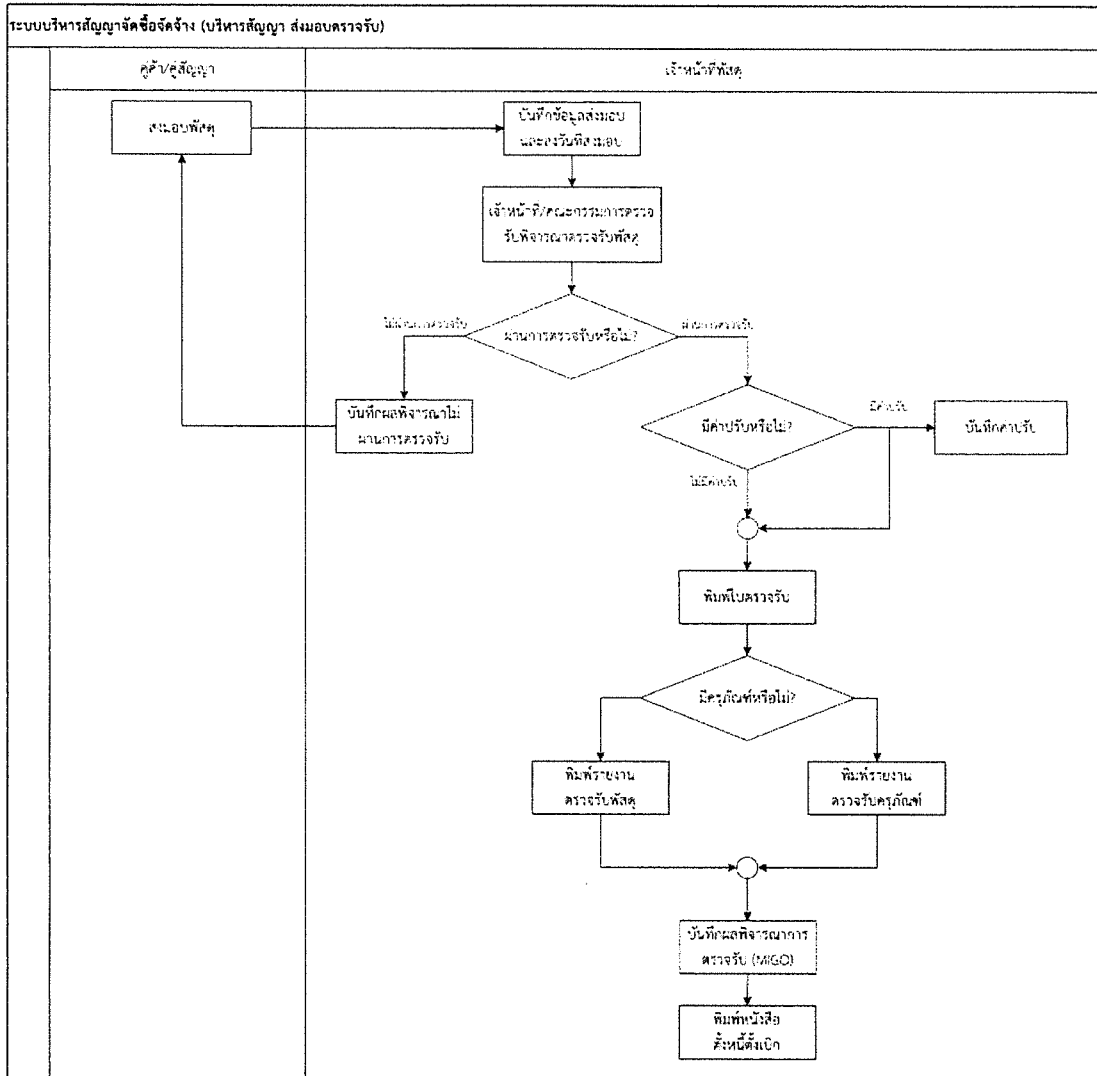 ระบบบริหารสัญญาจัดซื้อจัดจ้าง (บริหารสัญญา ส่งมอบตรวจรับ)
คู่ค้า/คู่สัญญา
เจ้าหน้าที่พัสดุ
ส่งมอบพัสดุ
บันทึกข้อมูลส่งมอบ
และลงวันที่ส่งมอบ
เจ้าหน้าที่/คณะกรรมการตรวจ
รับพิจารณาตรวจรับพัสดุ
ไม่ผ่านการตรวจรับ
ผ่านการตรวจรับหรือไม่?
ผ่านการตรวจรับ
บันทึกผลพิจารณาไม่
ผ่านการตรวจรับ
มีค่าปรับหรือไม่?
มีค่าปรับ
บันทึกค่าปรับ
ไม่มีค่าปรับ
พิมพ์ใบตรวจรับ
มีครุภัณฑ์หรือไม่?
พิมพ์รายงาน
ตรวจรับพัสดุ
พิมพ์รายงาน
ตรวจรับครุภัณฑ์
บันทึกผลพิจารณาการ
ตรวจรับ (MIGO)
พิมพ์หนังสือ
ตั้งหนี้ตั้งเบิก